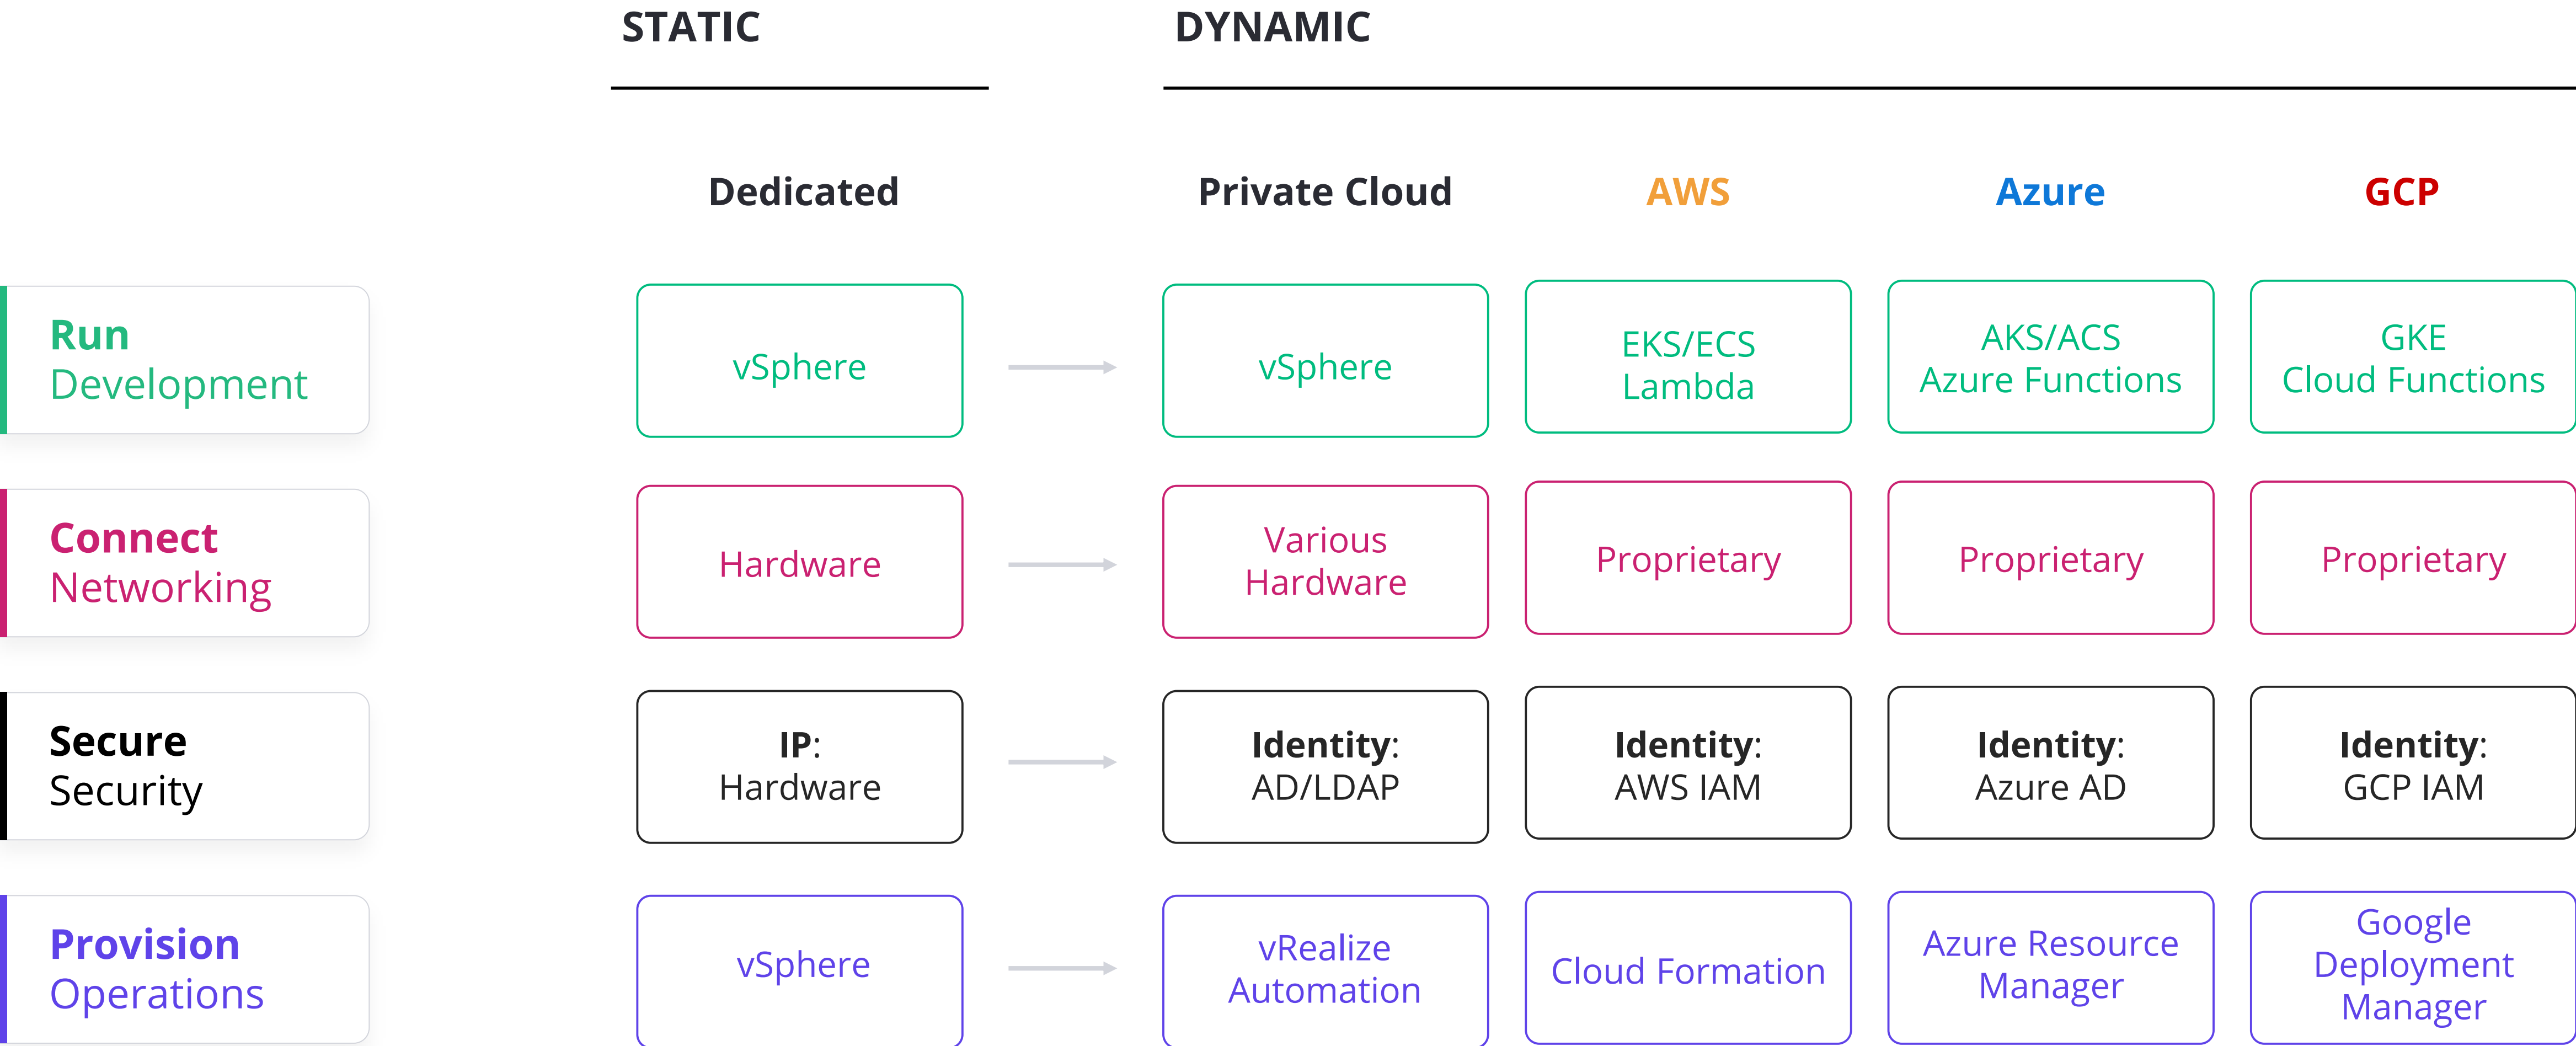 STATIC
DYNAMIC
Dedicated
Private Cloud
AWS
Azure
GCP
Run
Development
vSphere
vSphere
EKS/ECS
Lambda
AKS/ACS
Azure Functions
GKE
Cloud Functions
Connect
Networking
Hardware
Various
Hardware
Proprietary
Proprietary
Proprietary
Secure
Security
IP:
Hardware
Identity:
AD/LDAP
Identity:
AWS IAM
Identity:
Azure AD
Identity:
GCP IAM
Provision
Operations
vSphere
vRealize
Automation
Cloud Formation
Azure Resource
Manager
Google
Deployment
Manager